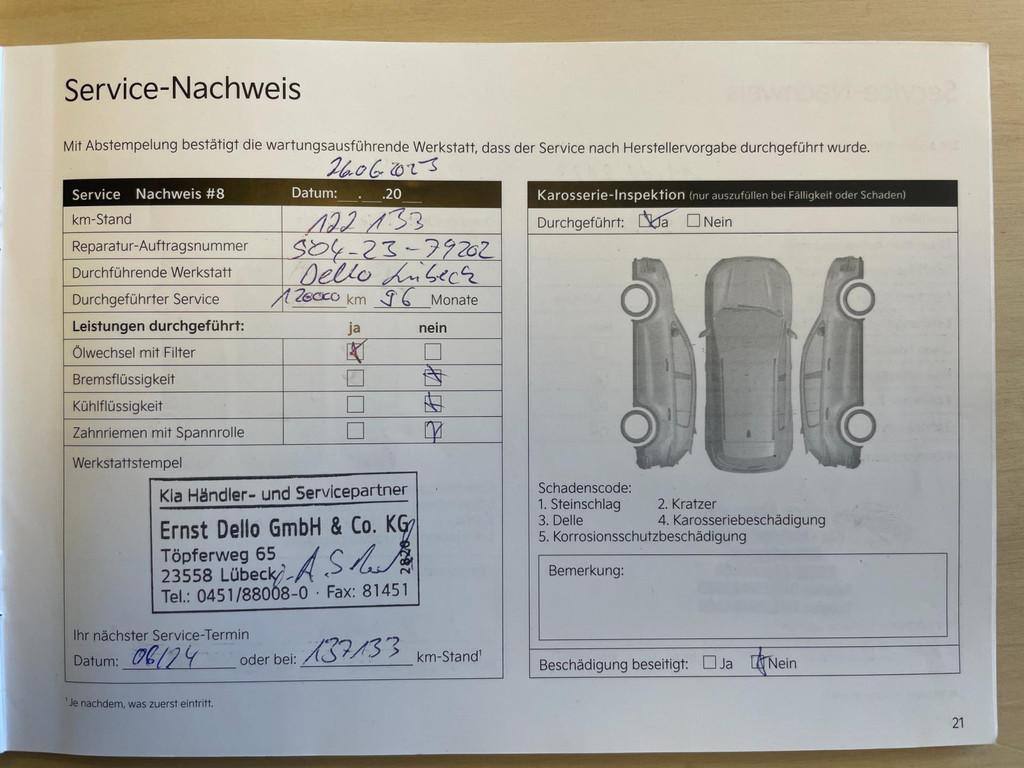 Service-Nachweis
Mit Abstempelung bestätigt die wartungsausführende Werkstatt, dass der Service nach Herstellervorgabe durchgeführt wurde.
26.06.2023
Service Nachweis #8 Datum: __.__.20__
km-Stand 122 133
Reparatur-Auftragsnummer S04-23-79202
Durchführende Werkstatt Dello Lübeck
Durchgeführter Service 120000 km 96 Monate
Leistungen durchgeführt: ja nein
Ölwechsel mit Filter
Bremsflüssigkeit
Kühlflüssigkeit
Zahnriemen mit Spannrolle
Werkstattstempel
Kia Händler- und Servicepartner
Ernst Dello GmbH & Co. KG
Töpferweg 65
23558 Lübeck
Tel.: 0451/88008-0 · Fax: 81451
Ihr nächster Service-Termin
Datum: 06/24 oder bei: 137133 km-Stand¹
¹Je nachdem, was zuerst eintritt.
Karosserie-Inspektion (nur auszufüllen bei Fälligkeit oder Schaden)
Durchgeführt: Ja Nein
Schadenscode:
1. Steinschlag 2. Kratzer
3. Delle 4. Karosseriebeschädigung
5. Korrosionsschutzbeschädigung
Bemerkung:
Beschädigung beseitigt: Ja Nein
21